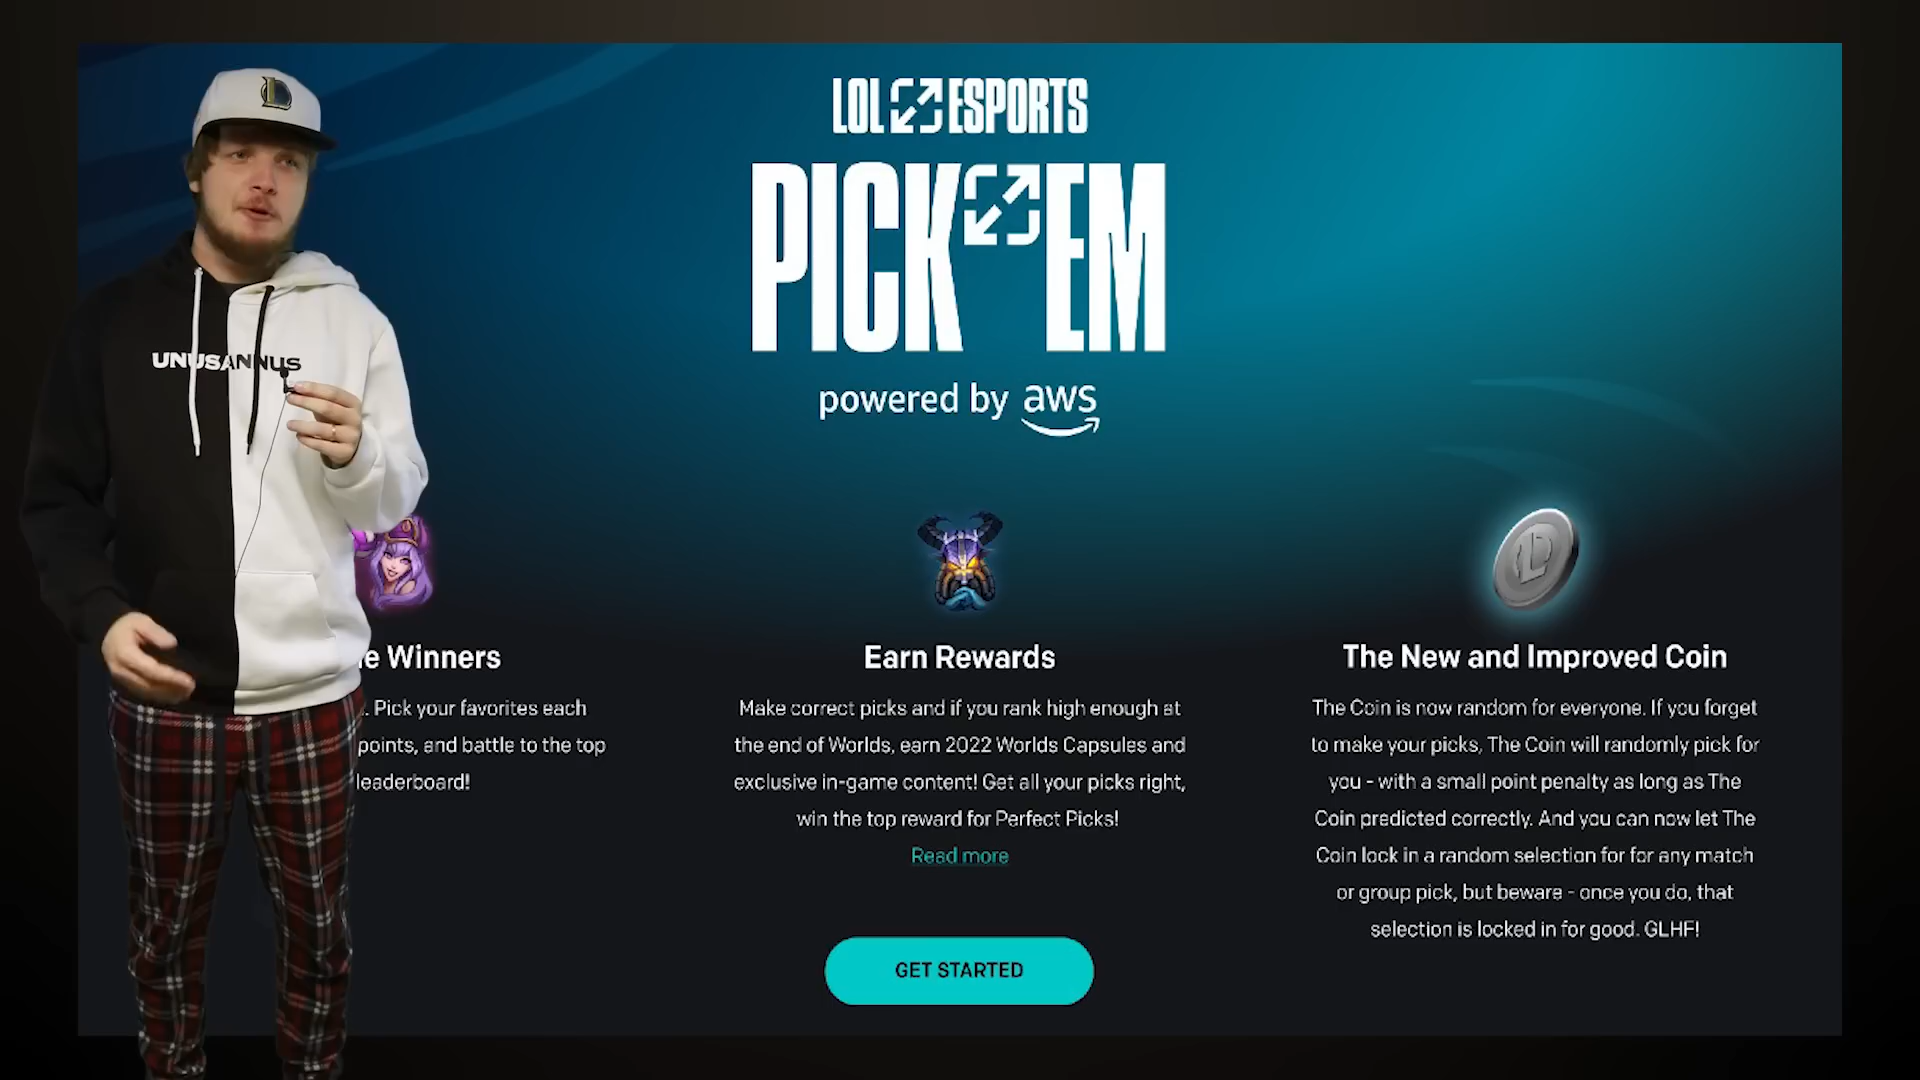 LOL ESPORTS
PICK'EM
powered by aws
UNUS ANNUS
Winners
Pick your favorites each
points, and battle to the top
leaderboard!
Earn Rewards
Make correct picks and if you rank high enough at
the end of Worlds, earn 2022 Worlds Capsules and
exclusive in-game content! Get all your picks right,
win the top reward for Perfect Picks!
Read more
GET STARTED
The New and Improved Coin
The Coin is now random for everyone. If you forget
to make your picks, The Coin will randomly pick for
you - with a small point penalty as long as The
Coin predicted correctly. And you can now let The
Coin lock in a random selection for for any match
or group pick, but beware - once you do, that
selection is locked in for good. GLHF!